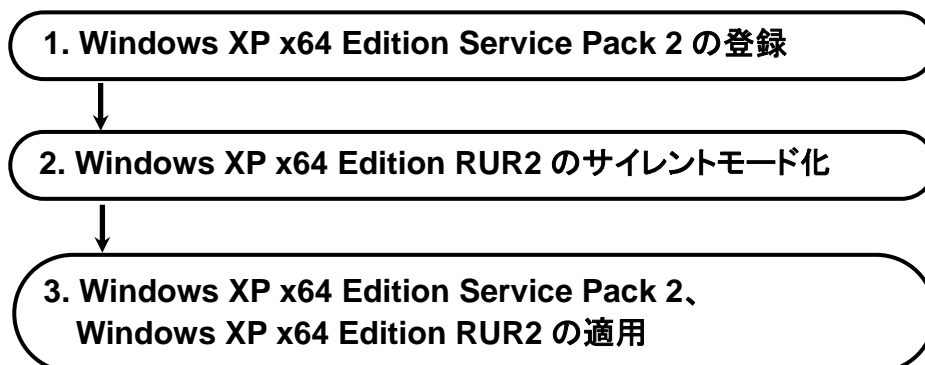 1. Windows XP x64 Edition Service Pack 2 の登録
2. Windows XP x64 Edition RUR2 のサイレントモード化
3. Windows XP x64 Edition Service Pack 2、
Windows XP x64 Edition RUR2 の適用